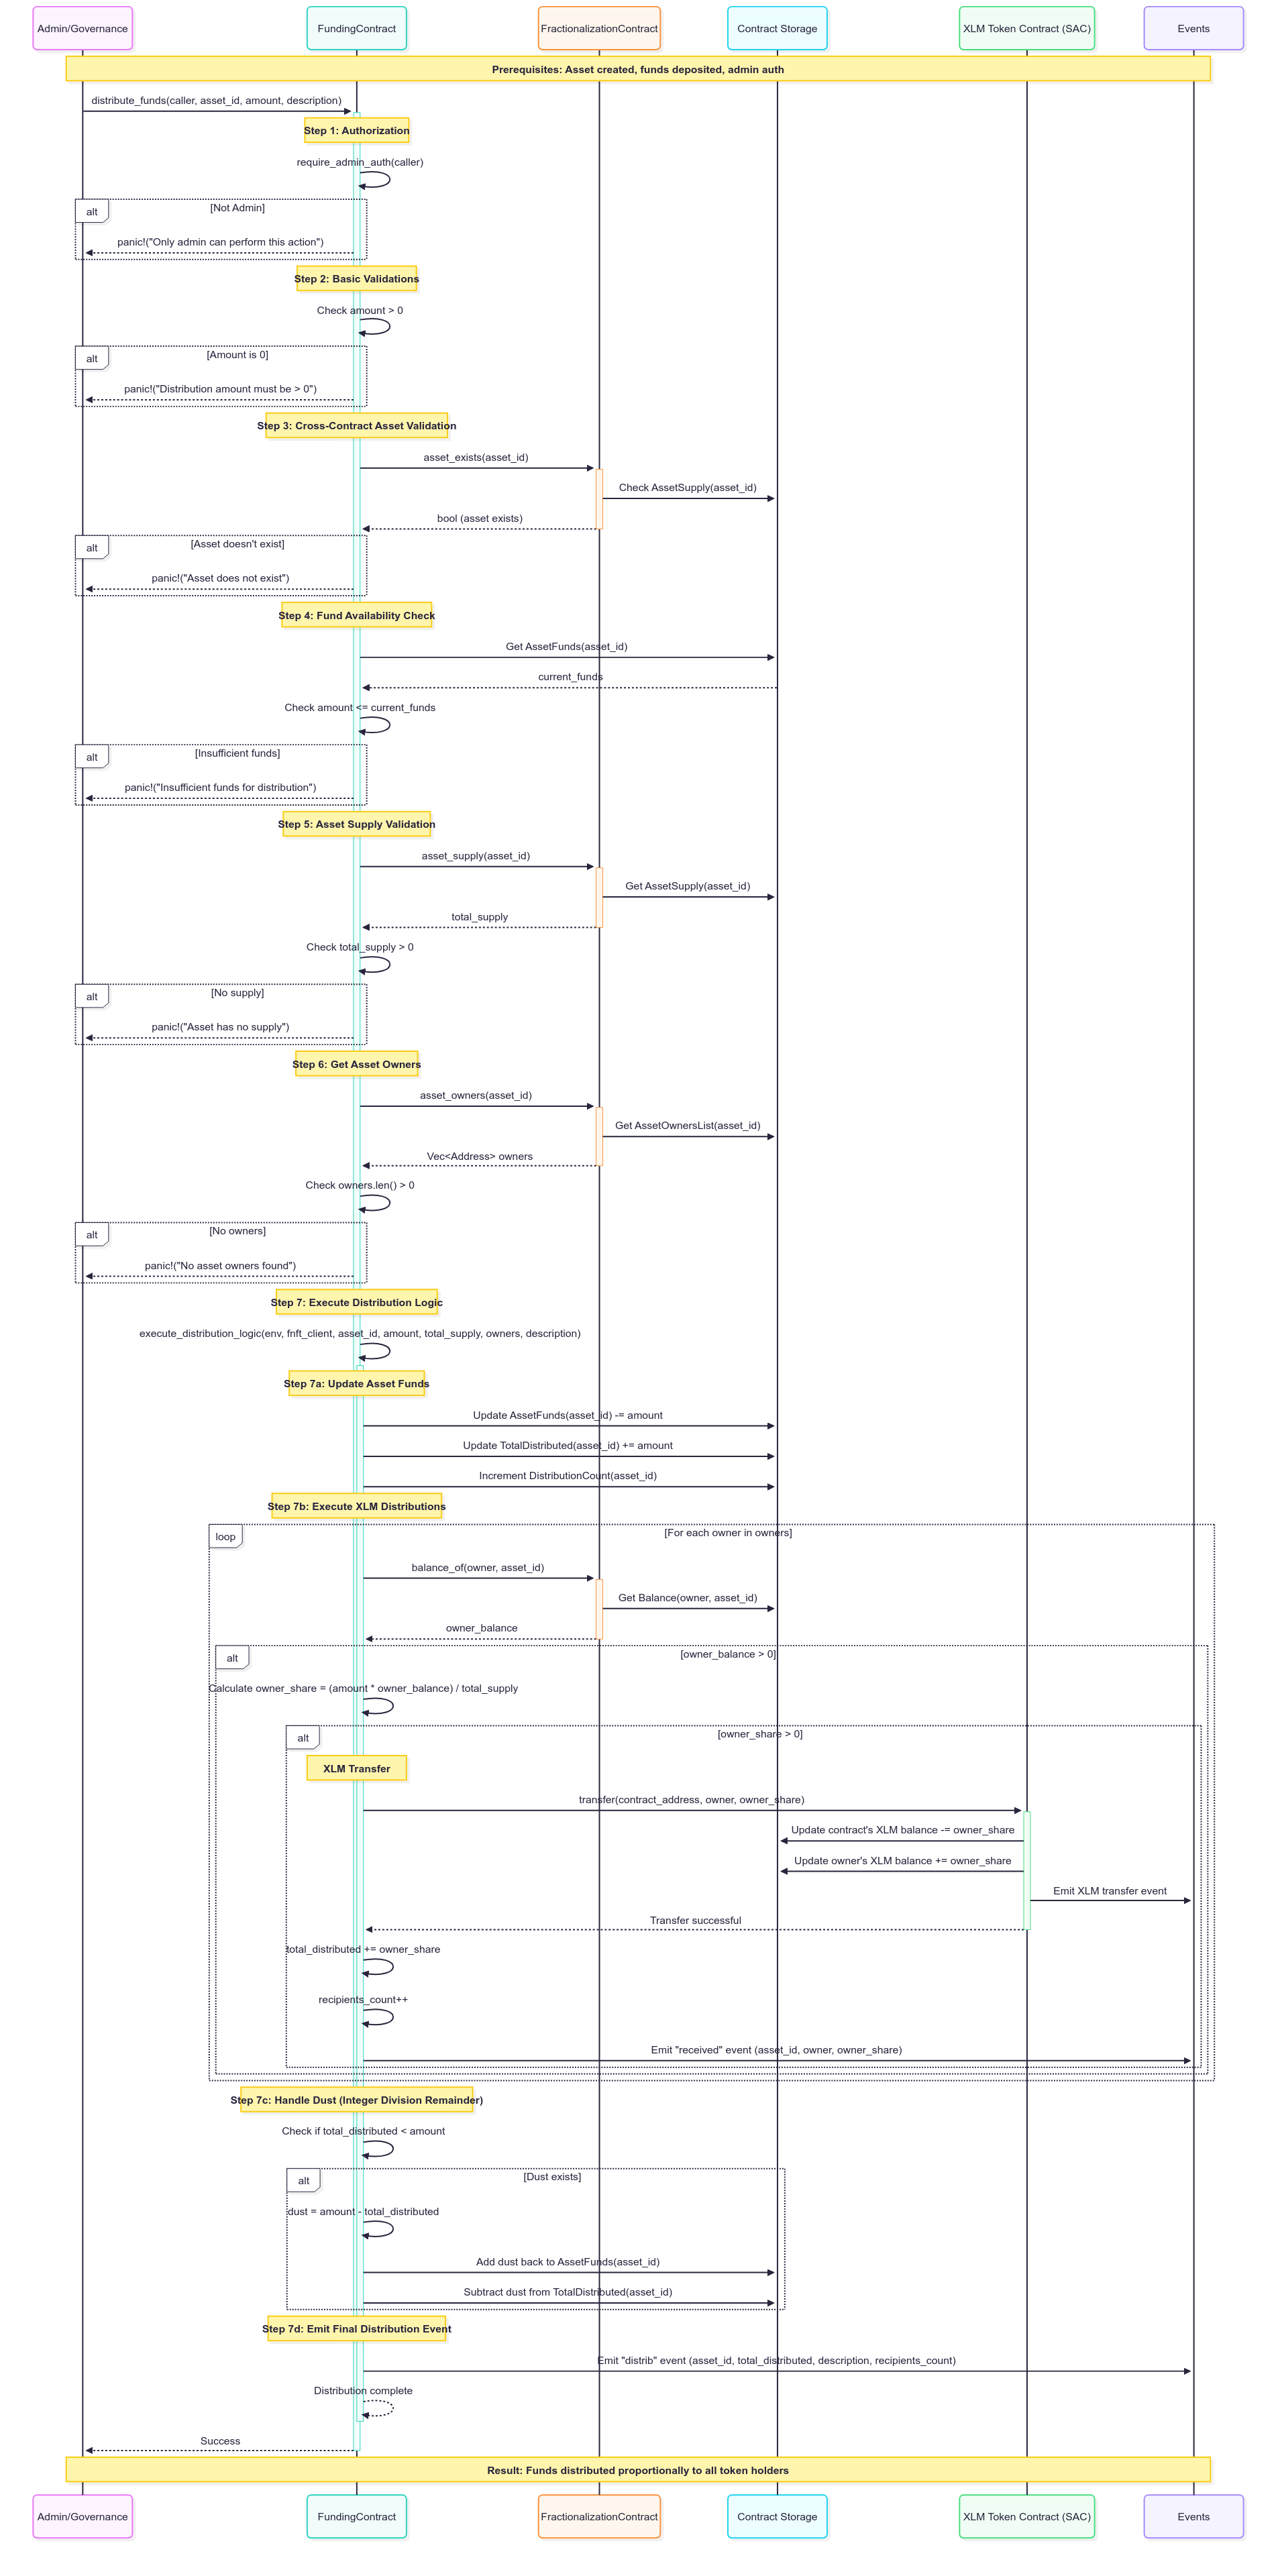 Admin/Governance
FundingContract
FractionalizationContract
Contract Storage
XLM Token Contract (SAC)
Events
Prerequisites: Asset created, funds deposited, admin auth
distribute_funds(caller, asset_id, amount, description)
Step 1: Authorization
require_admin_auth(caller)
alt
[Not Admin]
panic!("Only admin can perform this action")
Step 2: Basic Validations
Check amount > 0
alt
[Amount is 0]
panic!("Distribution amount must be > 0")
Step 3: Cross-Contract Asset Validation
asset_exists(asset_id)
Check AssetSupply(asset_id)
bool (asset exists)
alt
[Asset doesn't exist]
panic!("Asset does not exist")
Step 4: Fund Availability Check
Get AssetFunds(asset_id)
current_funds
Check amount <= current_funds
alt
[Insufficient funds]
panic!("Insufficient funds for distribution")
Step 5: Asset Supply Validation
asset_supply(asset_id)
Get AssetSupply(asset_id)
total_supply
Check total_supply > 0
alt
[No supply]
panic!("Asset has no supply")
Step 6: Get Asset Owners
asset_owners(asset_id)
Get AssetOwnersList(asset_id)
Vec<Address> owners
Check owners.len() > 0
alt
[No owners]
panic!("No asset owners found")
Step 7: Execute Distribution Logic
execute_distribution_logic(env, fnft_client, asset_id, amount, total_supply, owners, description)
Step 7a: Update Asset Funds
Update AssetFunds(asset_id) -= amount
Update TotalDistributed(asset_id) += amount
Increment DistributionCount(asset_id)
Step 7b: Execute XLM Distributions
loop
[For each owner in owners]
balance_of(owner, asset_id)
Get Balance(owner, asset_id)
owner_balance
alt
[owner_balance > 0]
Calculate owner_share = (amount * owner_balance) / total_supply
alt
[owner_share > 0]
XLM Transfer
transfer(contract_address, owner, owner_share)
Update contract's XLM balance -= owner_share
Update owner's XLM balance += owner_share
Emit XLM transfer event
Transfer successful
total_distributed += owner_share
recipients_count++
Emit "received" event (asset_id, owner, owner_share)
Step 7c: Handle Dust (Integer Division Remainder)
Check if total_distributed < amount
alt
[Dust exists]
dust = amount - total_distributed
Add dust back to AssetFunds(asset_id)
Subtract dust from TotalDistributed(asset_id)
Step 7d: Emit Final Distribution Event
Emit "distrib" event (asset_id, total_distributed, description, recipients_count)
Distribution complete
Success
Result: Funds distributed proportionally to all token holders
Admin/Governance
FundingContract
FractionalizationContract
Contract Storage
XLM Token Contract (SAC)
Events